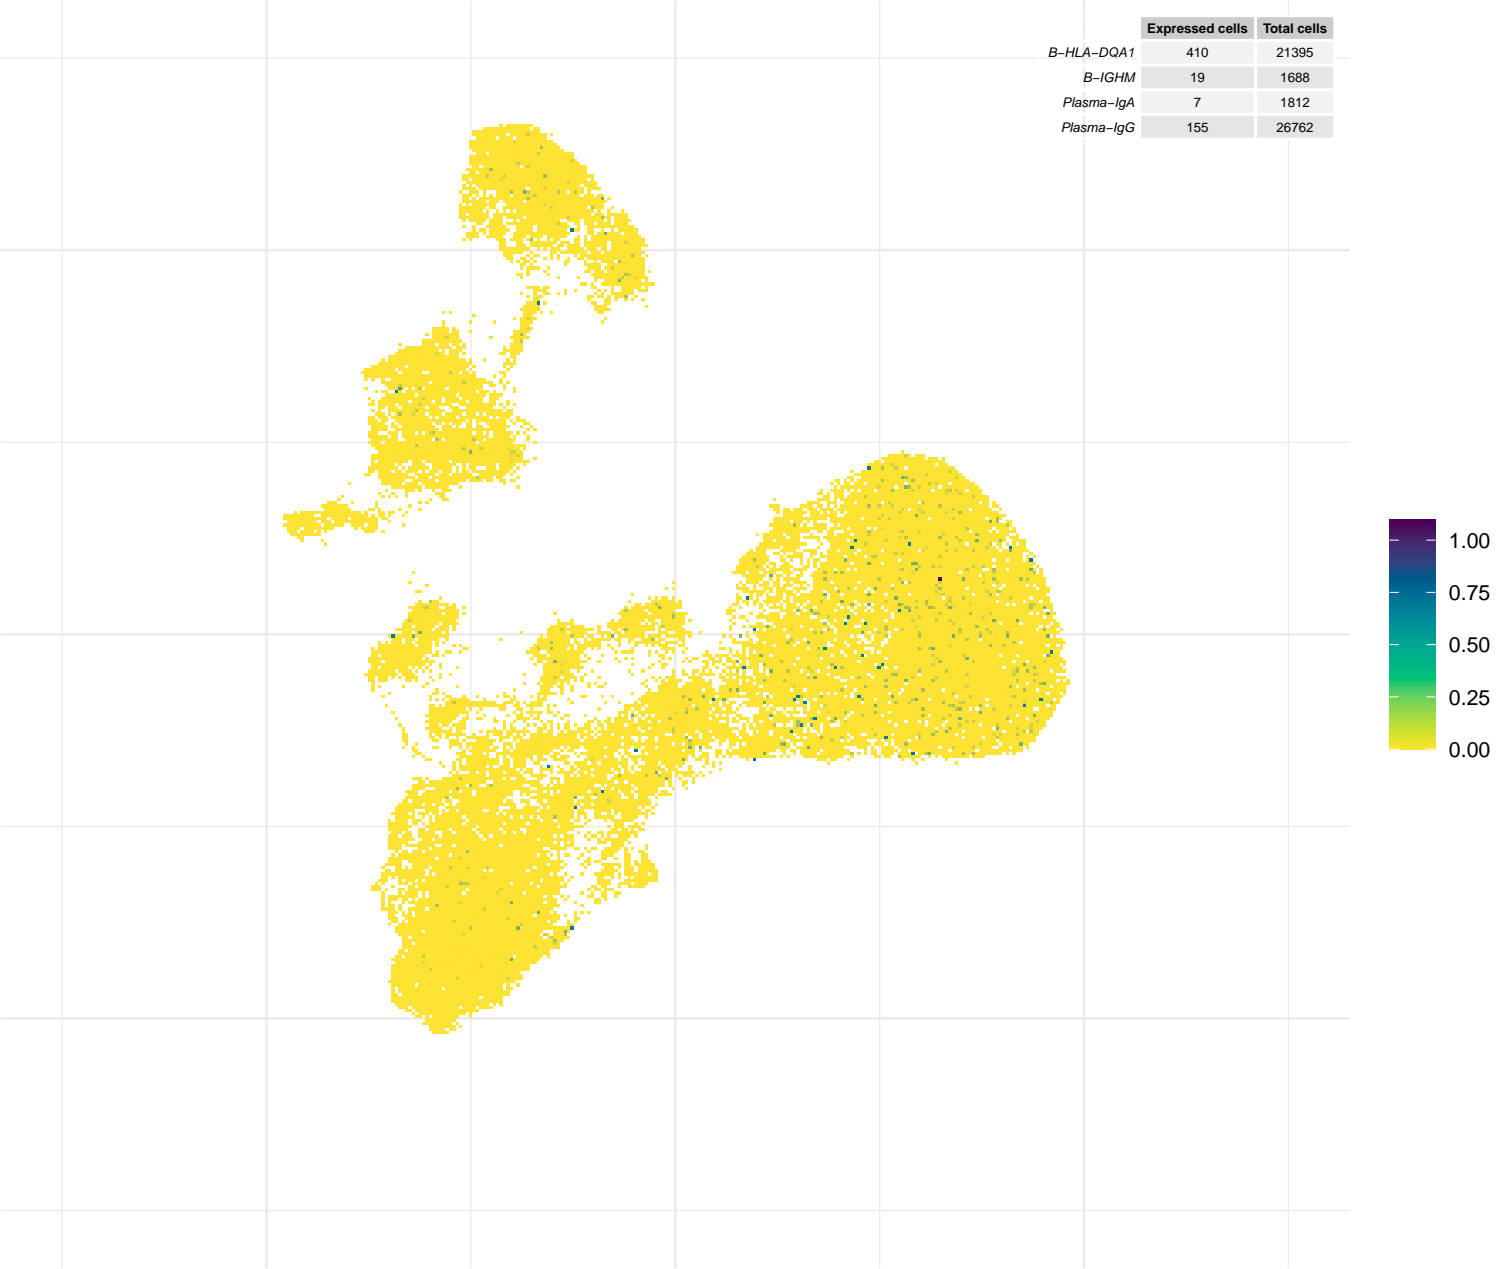 Expressed cells Total cells
B−HLA−DQA1 410 21395
B−IGHM 19 1688
Plasma−IgA 7 1812
Plasma−IgG 155 26762
1.00
0.75
0.50
0.25
0.00